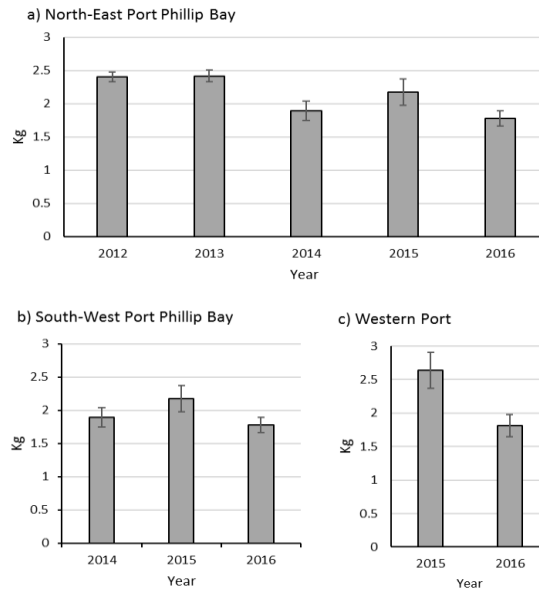 a) North-East Port Phillip Bay
3
2.5
2
1.5
1
0.5
0
Kg
2012 2013 2014 2015 2016
Year
b) South-West Port Phillip Bay
3
2.5
2
1.5
1
0.5
0
Kg
2014 2015 2016
Year
c) Western Port
3
2.5
2
1.5
1
0.5
0
Kg
2015 2016
Year